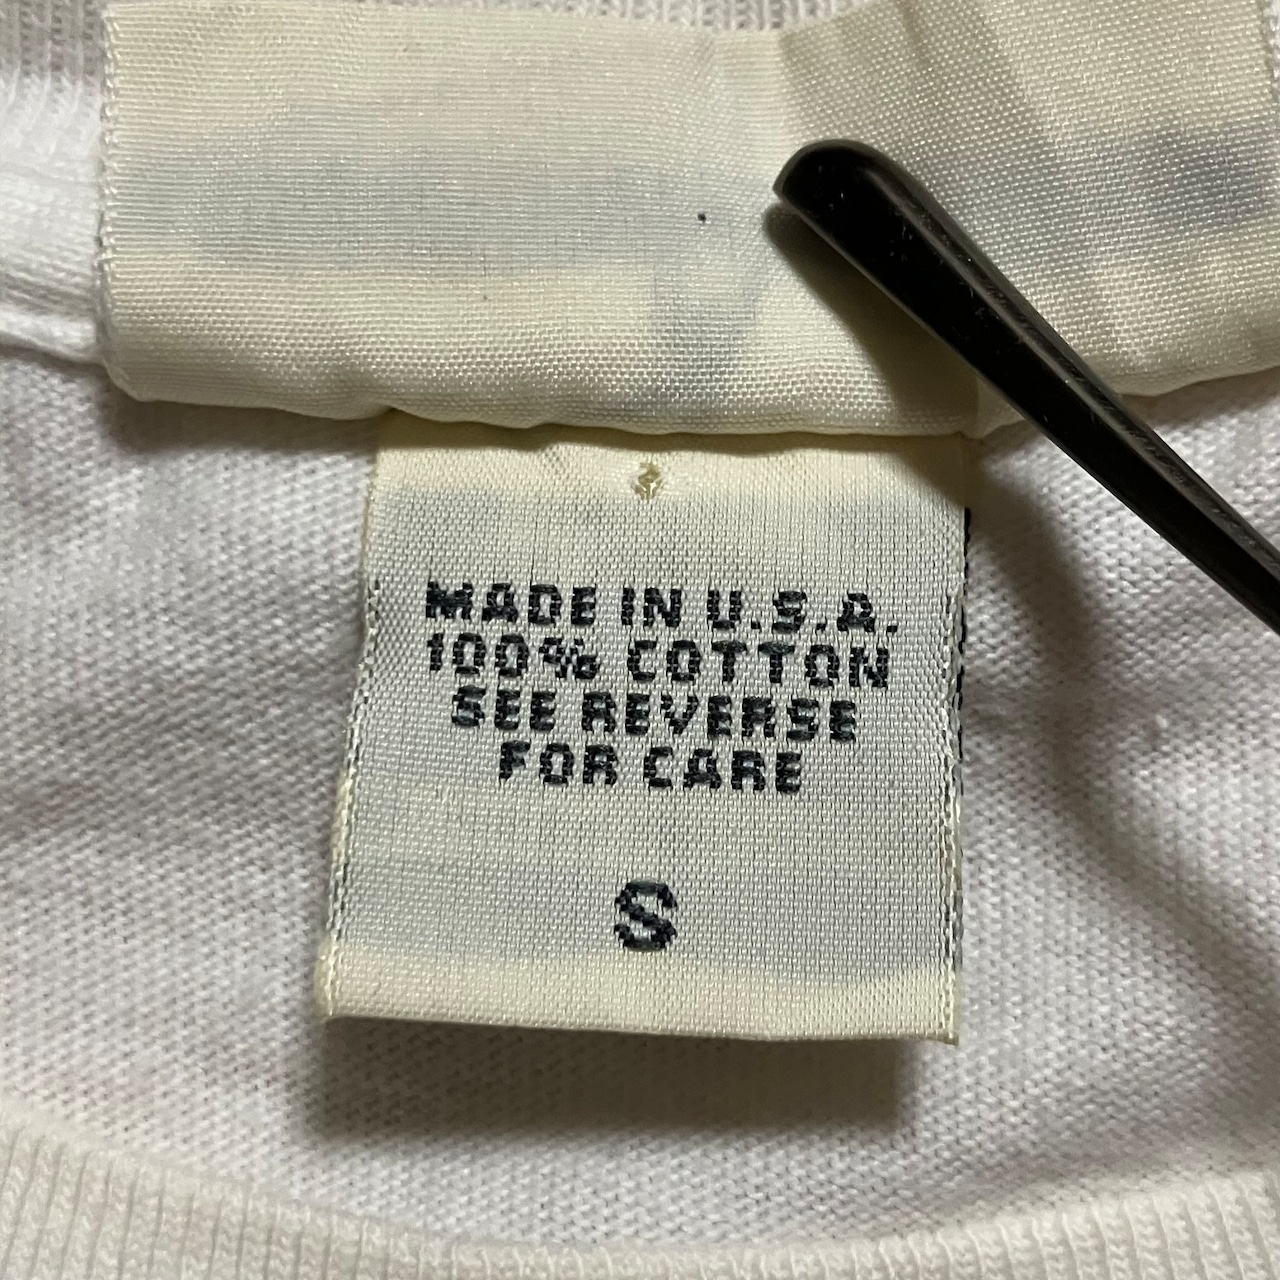 MADE IN U.S.A.
100% COTTON
SEE REVERSE
FOR CARE
S